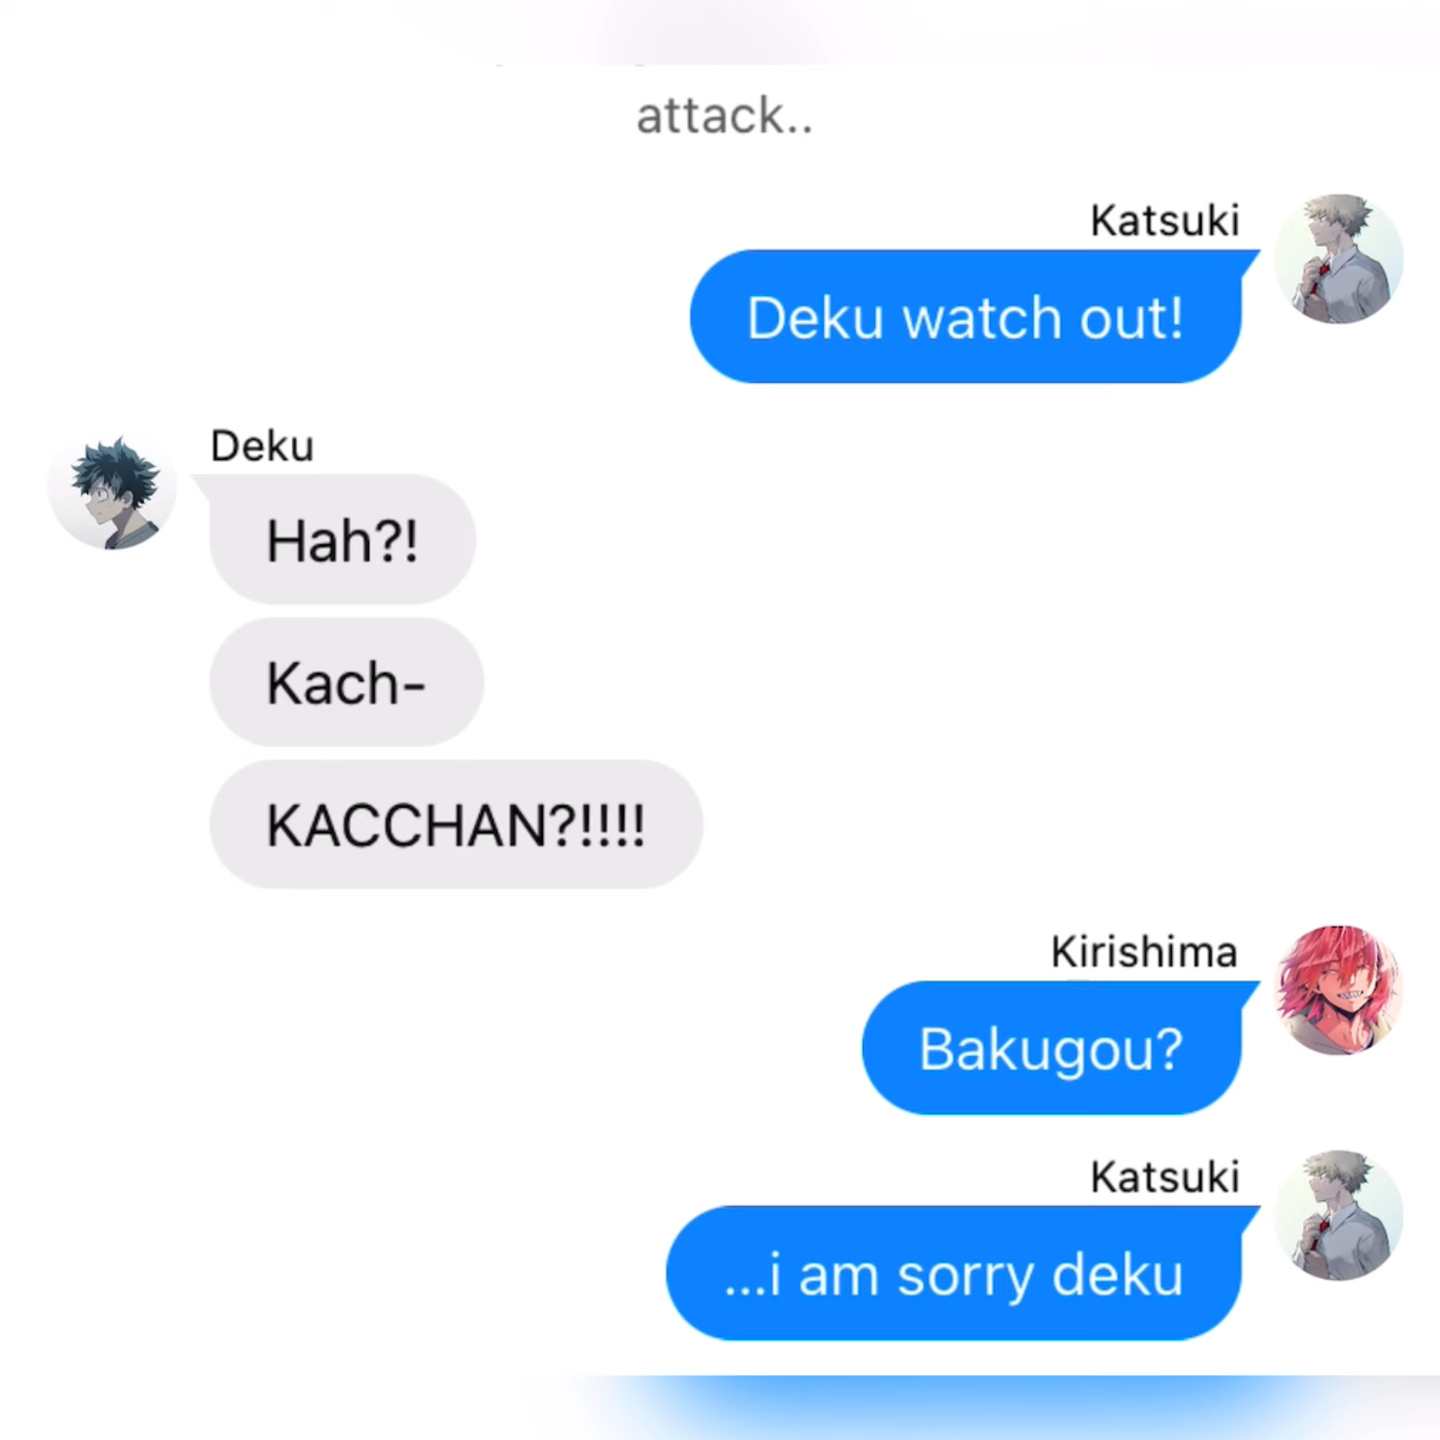 attack..
Katsuki
Deku watch out!
Deku
Hah?!
Kach-
KACCHAN?!!!!
Kirishima
Bakugou?
Katsuki
...i am sorry deku